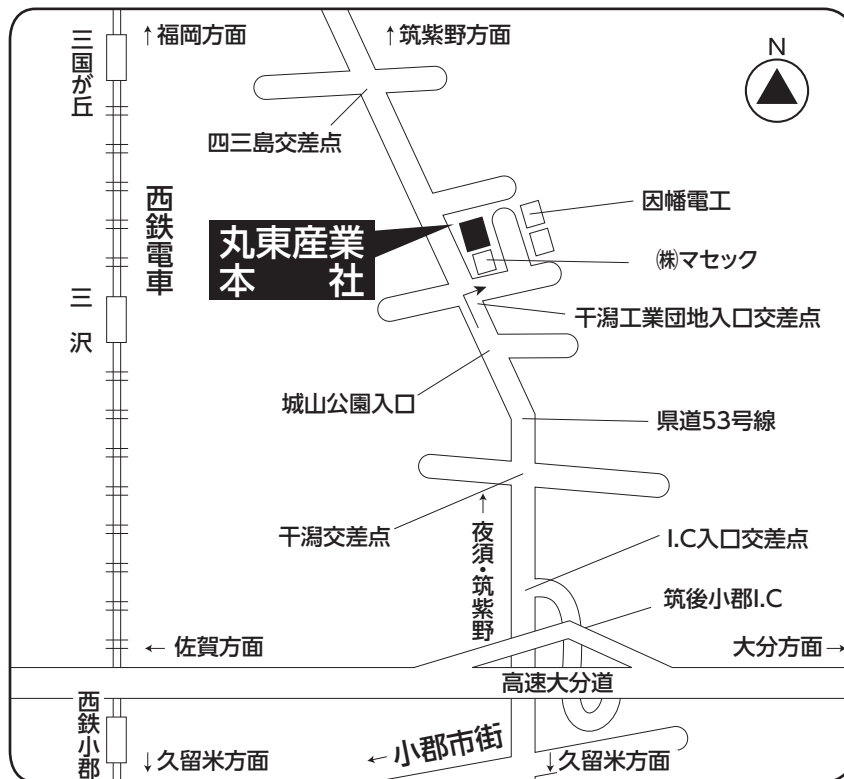 ↑福岡方面
↑筑紫野方面
三国が丘
N
四三島交差点
西鉄電車
因幡電工
丸東産業
本社
㈱マセック
三沢
干潟工業団地入口交差点
城山公園入口
県道53号線
干潟交差点
←夜須・筑紫野
I.C入口交差点
筑後小郡I.C
←佐賀方面
大分方面→
高速大分道
西鉄小郡
↓久留米方面
←小郡市街
↓久留米方面